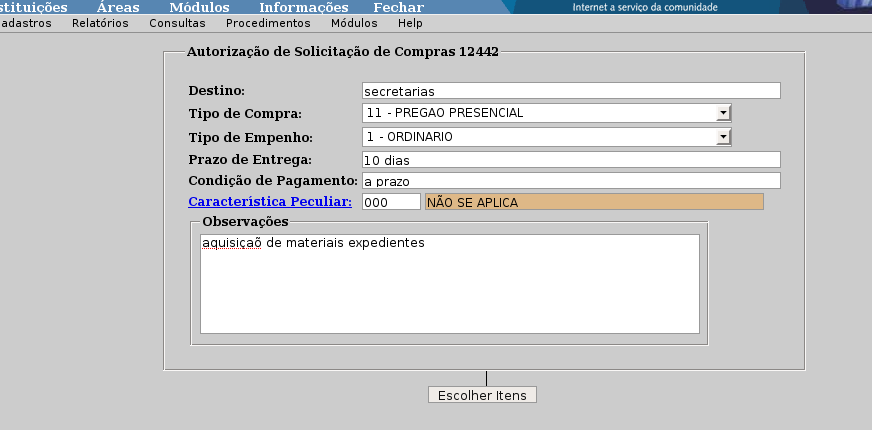 stituições Áreas Módulos Informações Fechar Internet a serviço da comunidade
adastros Relatórios Consultas Procedimentos Módulos Help
Autorização de Solicitação de Compras 12442
Destino: secretarias
Tipo de Compra: 11 - PREGAO PRESENCIAL
Tipo de Empenho: 1 - ORDINARIO
Prazo de Entrega: 10 dias
Condição de Pagamento: a prazo
Característica Peculiar: 000 NÃO SE APLICA
Observações
aquisiçaõ de materiais expedientes
Escolher Itens